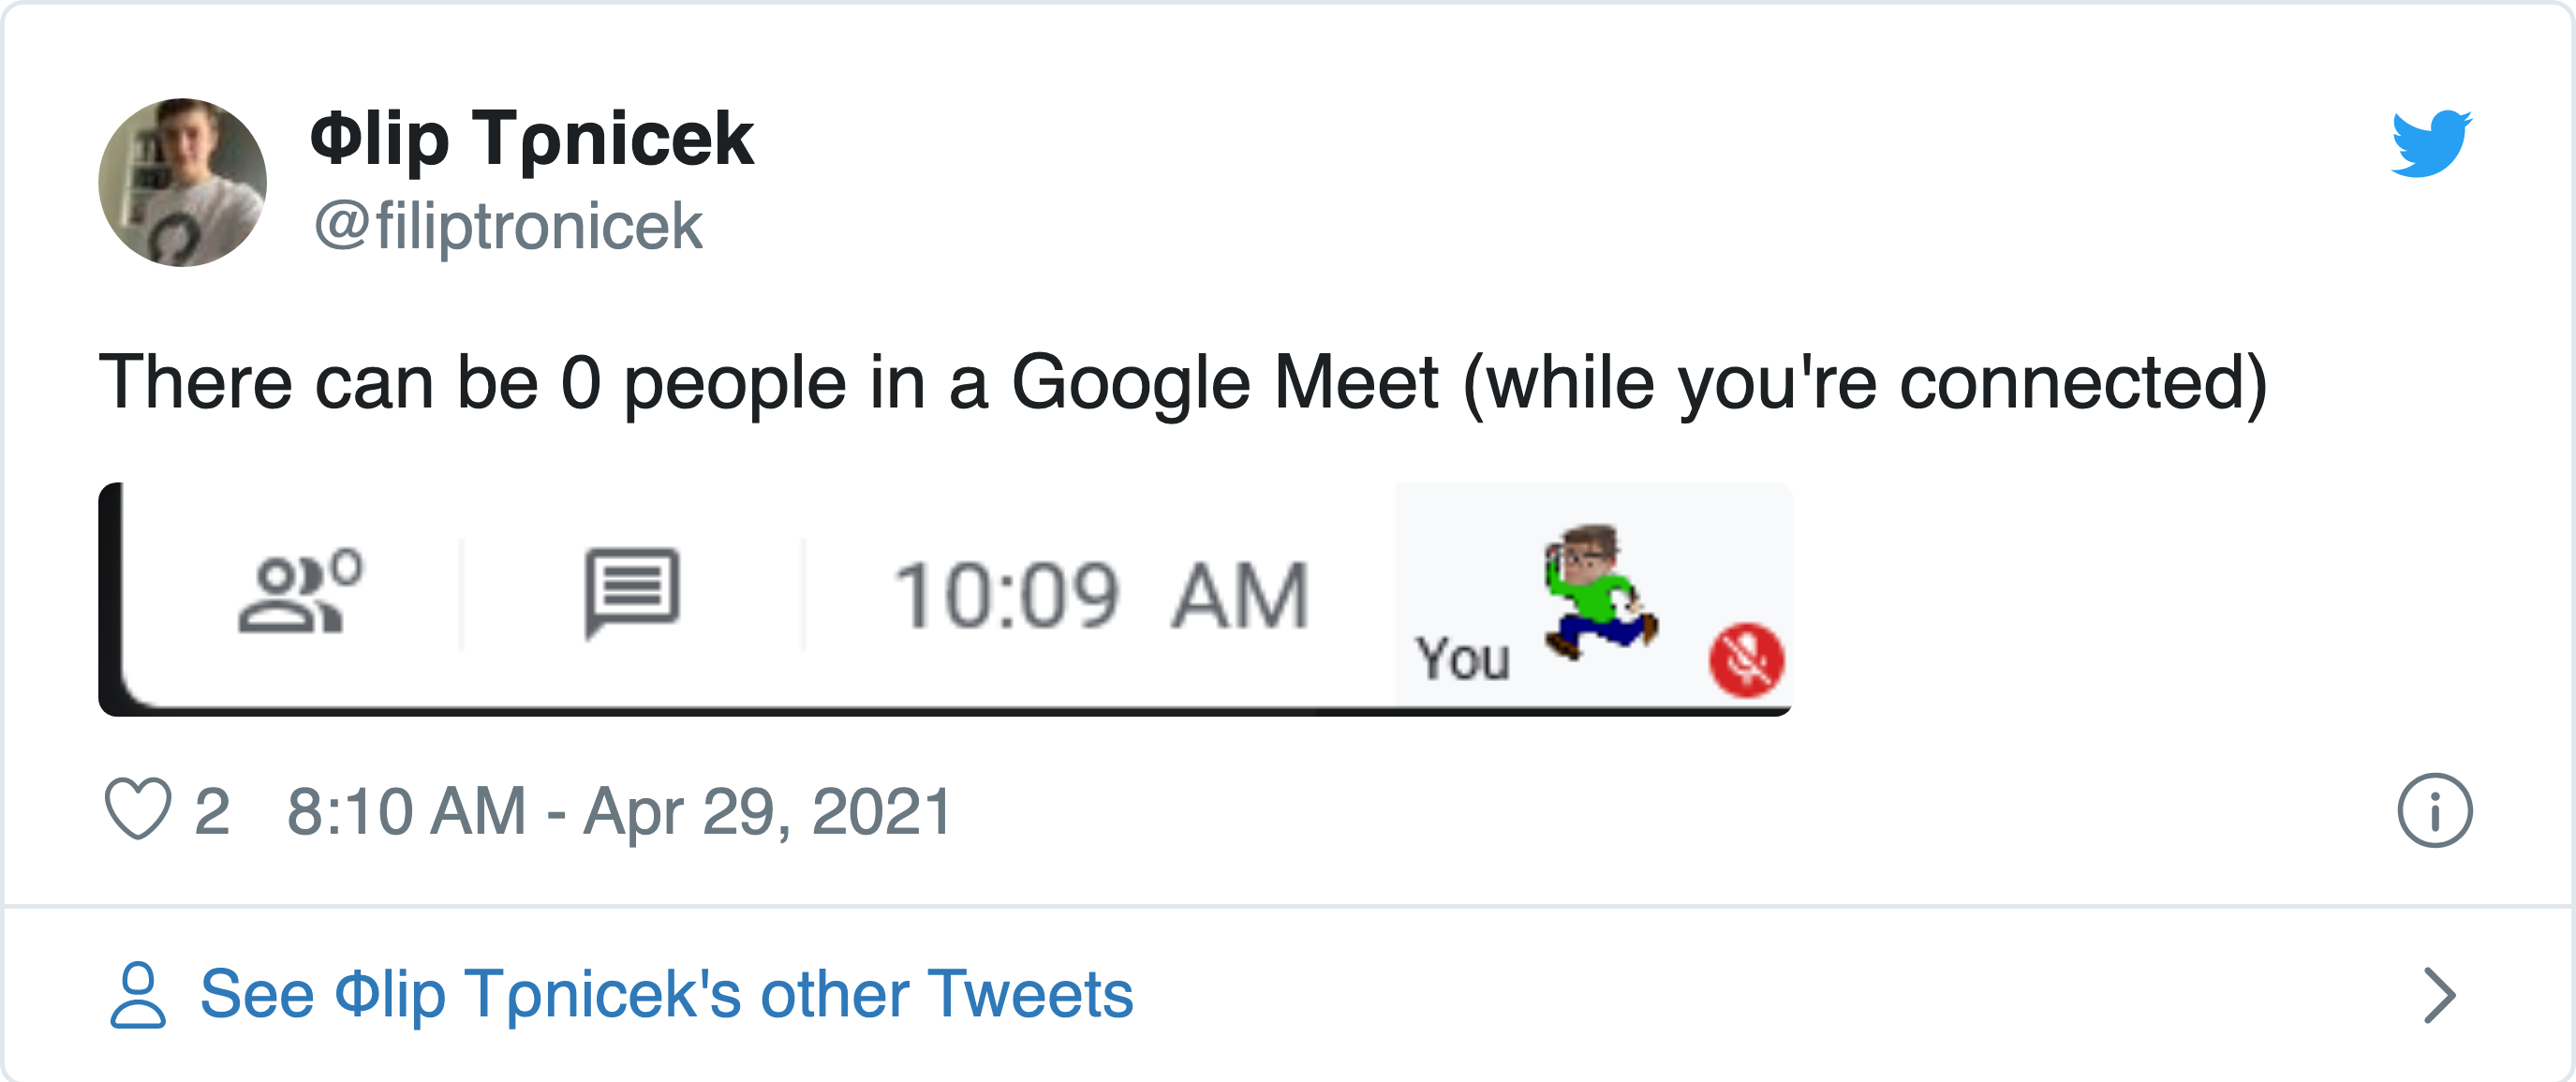 Φlip Tρnicek
@filiptronicek
There can be 0 people in a Google Meet (while you're connected)
0
10:09 AM
You
2 8:10 AM - Apr 29, 2021
See Φlip Tρnicek's other Tweets